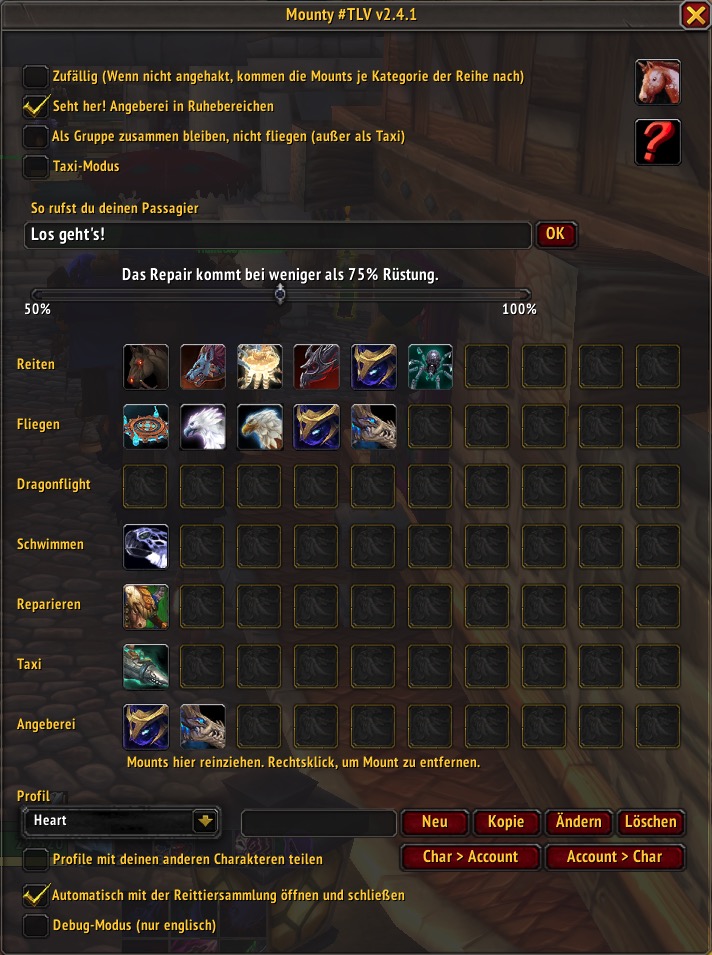 Mounty #TLV v2.4.1
Zufällig (Wenn nicht angehakt, kommen die Mounts je Kategorie der Reihe nach)
Seht her! Angeberei in Ruhebereichen
Als Gruppe zusammen bleiben, nicht fliegen (außer als Taxi)
Taxi-Modus
So rufst du deinen Passagier
Los geht's! OK
Das Repair kommt bei weniger als 75% Rüstung.
50% 100%
Reiten
Fliegen
Dragonflight
Schwimmen
Reparieren
Taxi
Angeberei
Mounts hier reinziehen. Rechtsklick, um Mount zu entfernen.
Profil
Heart Neu Kopie Ändern Löschen
Profile mit deinen anderen Charakteren teilen Char > Account Account > Char
Automatisch mit der Reittiersammlung öffnen und schließen
Debug-Modus (nur englisch)